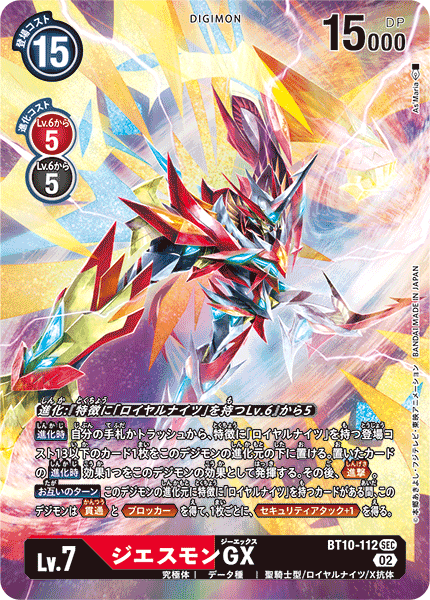 DIGIMON
登場コスト
15
15000
DP
進化コスト
Lv.6から
5
Lv.6から
5
As'Maria
BANDAI MADE IN JAPAN
©本郷あきよし・フジテレビ・東映アニメーション
進化:「特徴に「ロイヤルナイツ」を持つLv.6」から5
進化時 自分の手札かトラッシュから、特徴に「ロイヤルナイツ」を持つ登場コ
スト13以下のカード1枚をこのデジモンの進化元の下に置ける。置いたカード
の 進化時 効果1つをこのデジモンの効果として発揮する。その後、 進撃
お互いのターン このデジモンの進化元に特徴に「ロイヤルナイツ」を持つカードがある間、この
デジモンは 貫通 と ブロッカー を得て、1枚ごとに、 セキュリティアタック+1 を得る。
BT10-112 SEC
Lv.7
ジエスモンGX
ジーエックス
02
究極体 | データ種 | 聖騎士型/ロイヤルナイツ/X抗体